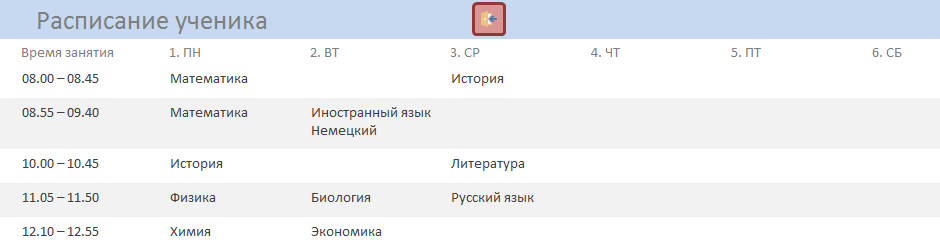 Расписание ученика
Время занятия 1. ПН 2. ВТ 3. СР 4. ЧТ 5. ПТ 6. СБ
08.00 – 08.45 Математика История
08.55 – 09.40 Математика Иностранный язык
Немецкий
10.00 – 10.45 История Литература
11.05 – 11.50 Физика Биология Русский язык
12.10 – 12.55 Химия Экономика